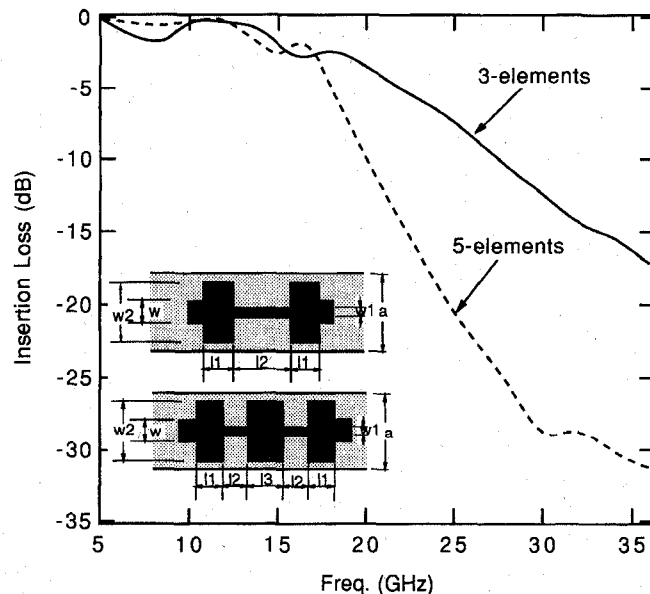 0
-5
-10
-15
-20
-25
-30
-35
Insertion Loss (dB)
3-elements
5-elements
w2 w w1 a
l1 l2 l1
w2 w w1 a
l1 l2 l3 l2 l1
5 10 15 20 25 30 35
Freq. (GHz)